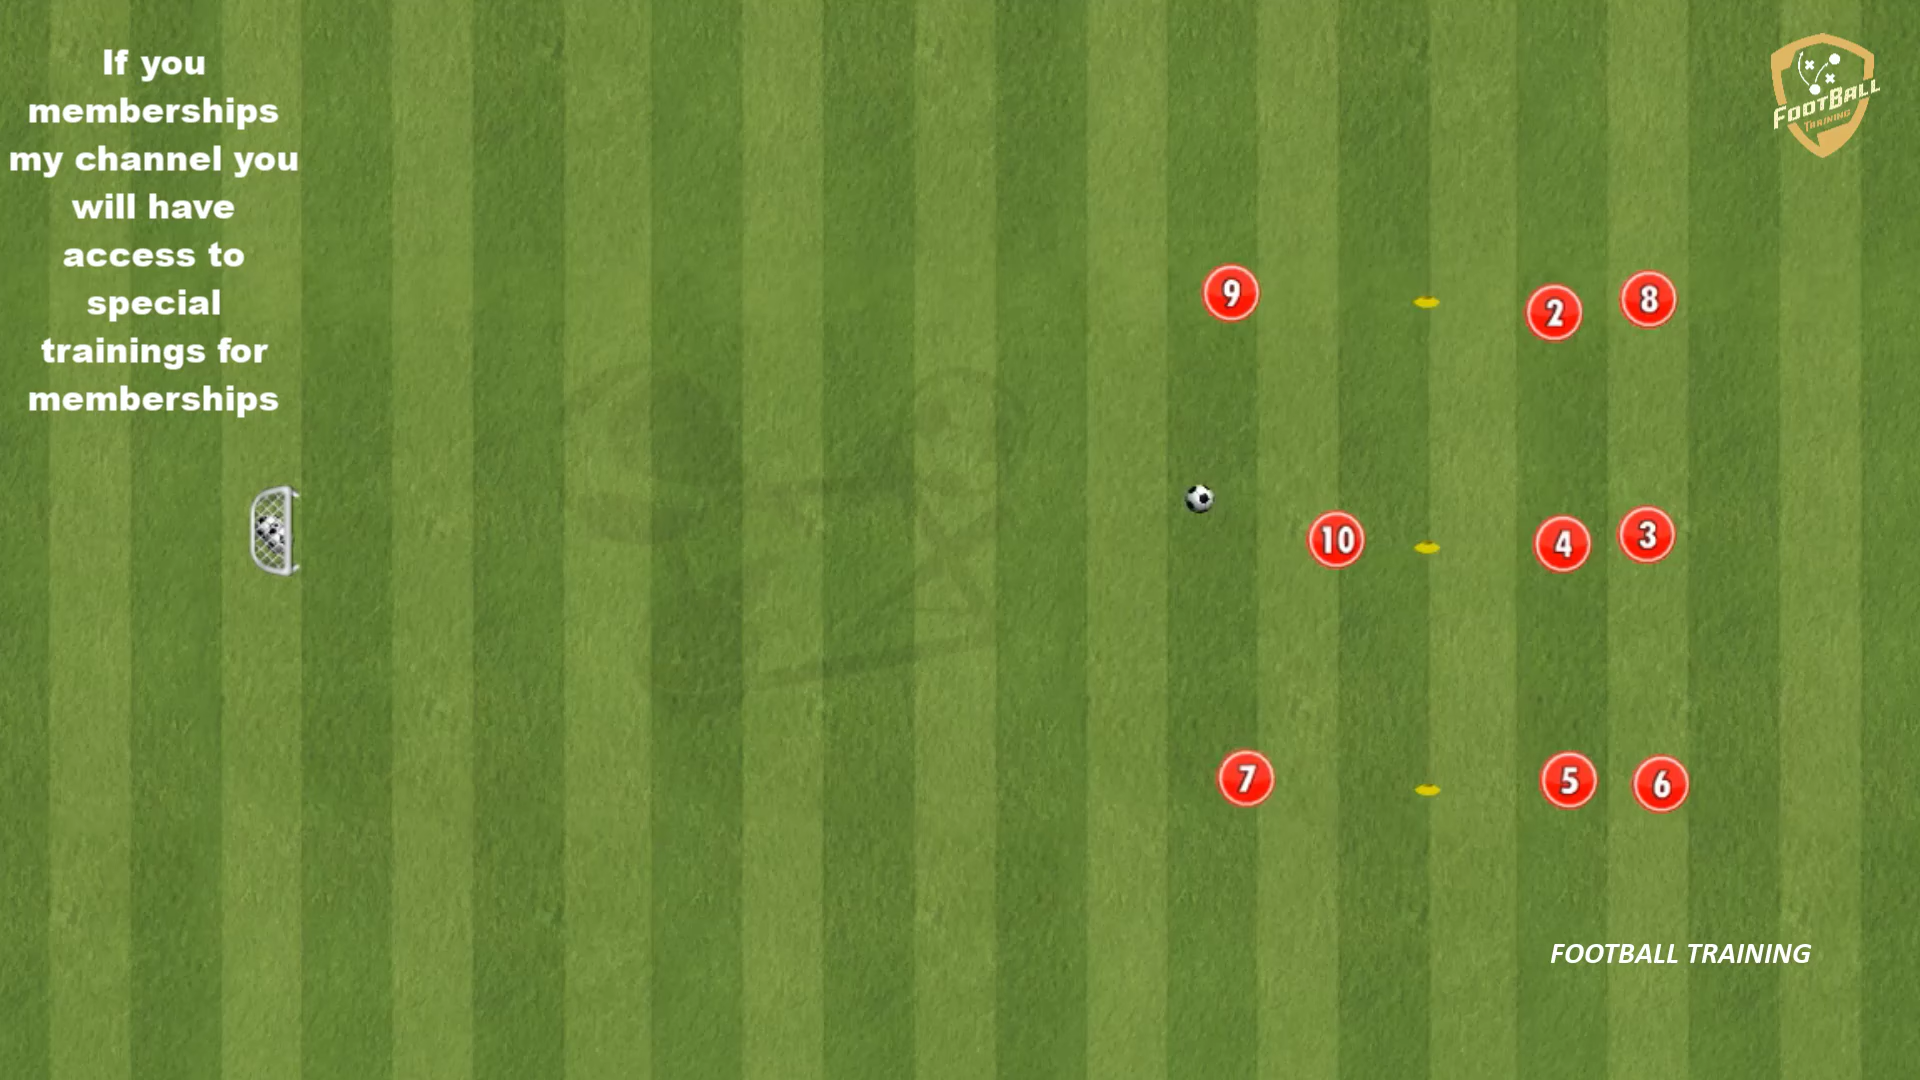 If you
memberships
my channel you
will have
access to
special
trainings for
memberships
FOOTBALL
TRAINING
9
2
8
10
4
3
7
5
6
FOOTBALL TRAINING